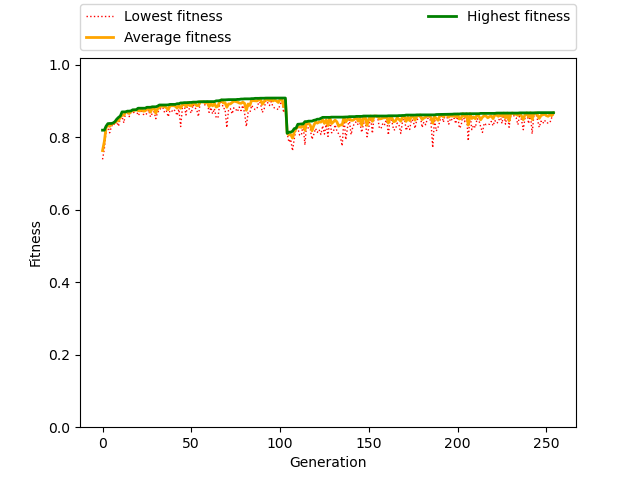 Lowest fitness
Average fitness
Highest fitness
1.0
0.8
0.6
0.4
0.2
0.0
Fitness
0 50 100 150 200 250
Generation